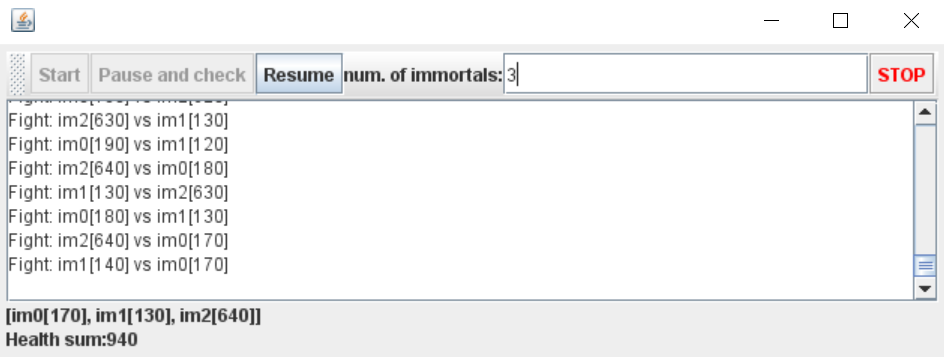 Start Pause and check Resume num. of immortals: 3 STOP
Fight: im2[630] vs im1[130]
Fight: im0[190] vs im1[120]
Fight: im2[640] vs im0[180]
Fight: im1[130] vs im2[630]
Fight: im0[180] vs im1[130]
Fight: im2[640] vs im0[170]
Fight: im1[140] vs im0[170]
[im0[170], im1[130], im2[640]]
Health sum:940